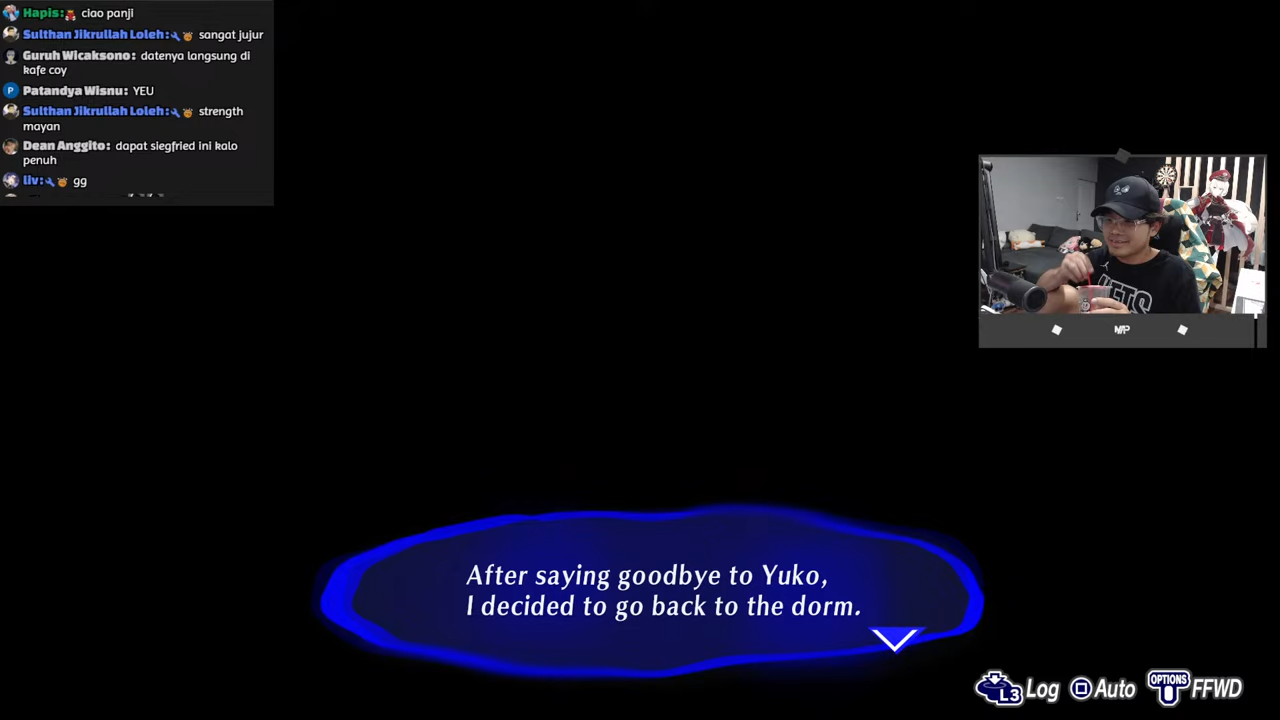 Hapis: ciao panji
Sulthan Jikrullah Loleh: sangat jujur
Guruh Wicaksono: datenya langsung di
kafe coy
P Patandya Wisnu: YEU
Sulthan Jikrullah Loleh: strength
mayan
Dean Anggito: dapat siegfried ini kalo
penuh
liv: gg
After saying goodbye to Yuko,
I decided to go back to the dorm.
L3 Log Auto OPTIONS FFWD